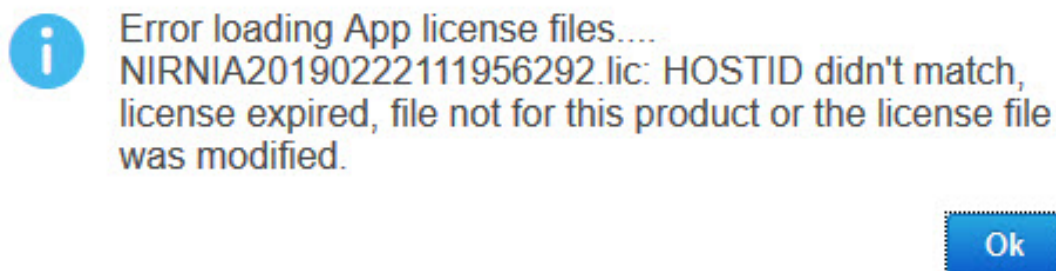 Error loading App license files....
NIRNIA20190222111956292.lic: HOSTID didn't match,
license expired, file not for this product or the license file
was modified.
Ok